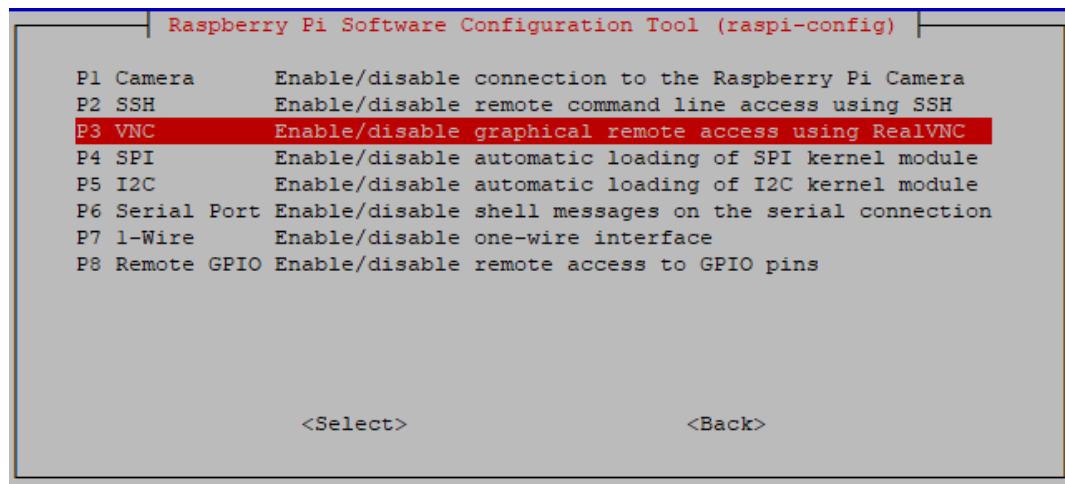 Raspberry Pi Software Configuration Tool (raspi-config)
P1 Camera Enable/disable connection to the Raspberry Pi Camera
P2 SSH Enable/disable remote command line access using SSH
P3 VNC Enable/disable graphical remote access using RealVNC
P4 SPI Enable/disable automatic loading of SPI kernel module
P5 I2C Enable/disable automatic loading of I2C kernel module
P6 Serial Port Enable/disable shell messages on the serial connection
P7 1-Wire Enable/disable one-wire interface
P8 Remote GPIO Enable/disable remote access to GPIO pins
<Select> <Back>